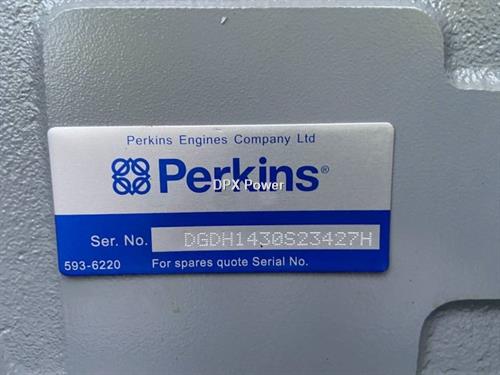 Perkins Engines Company Ltd
Perkins®
DPX Power
Ser. No. DGDH1430S23427H
593-6220 For spares quote Serial No.